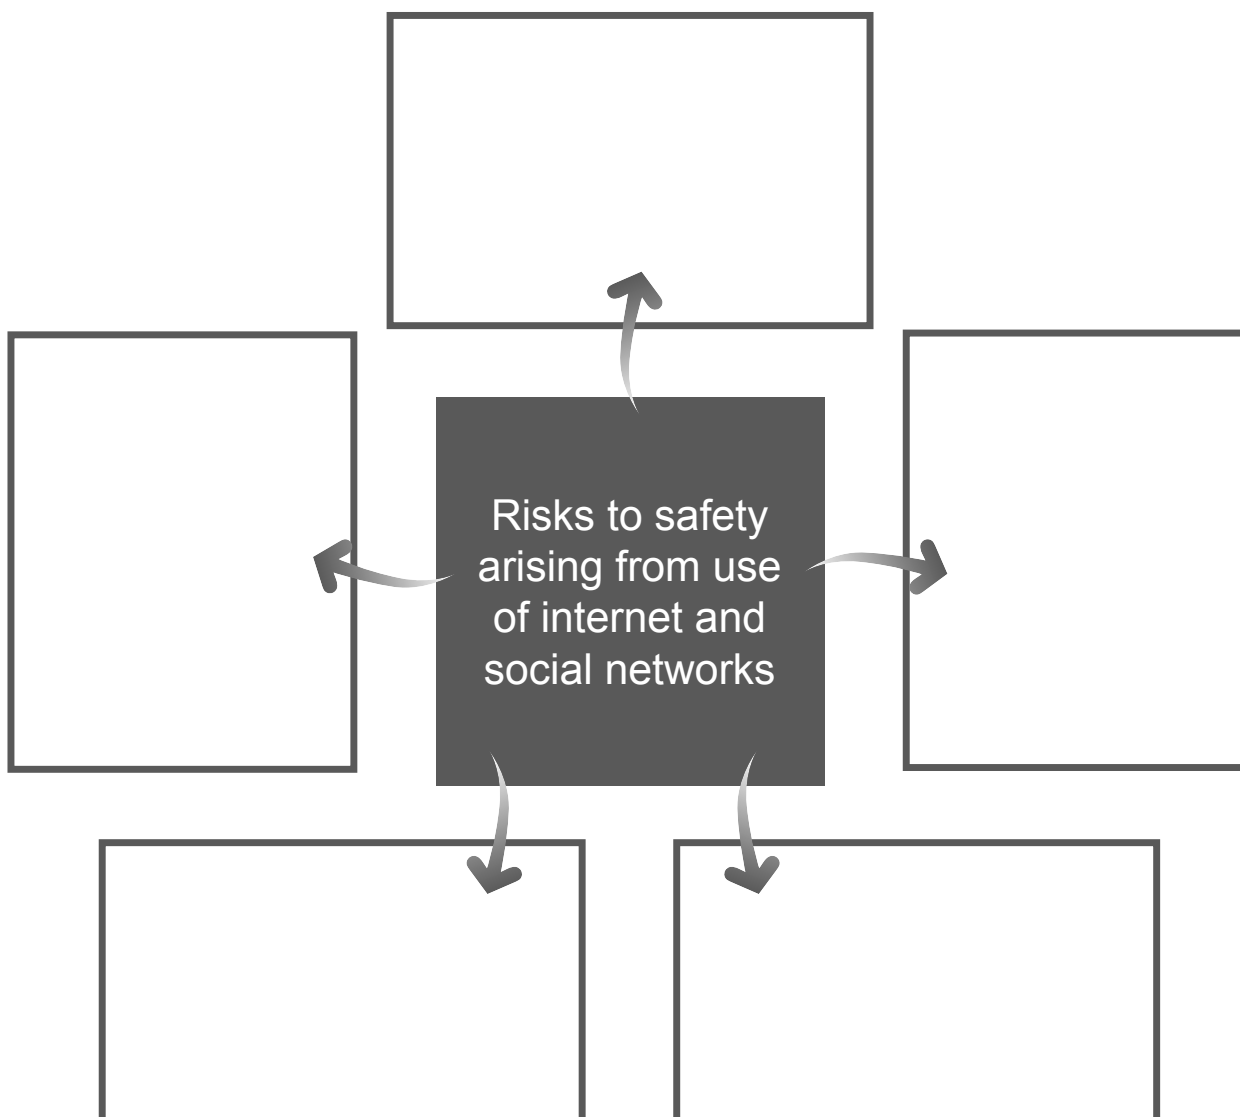 Risks to safety
arising from use
of internet and
social networks